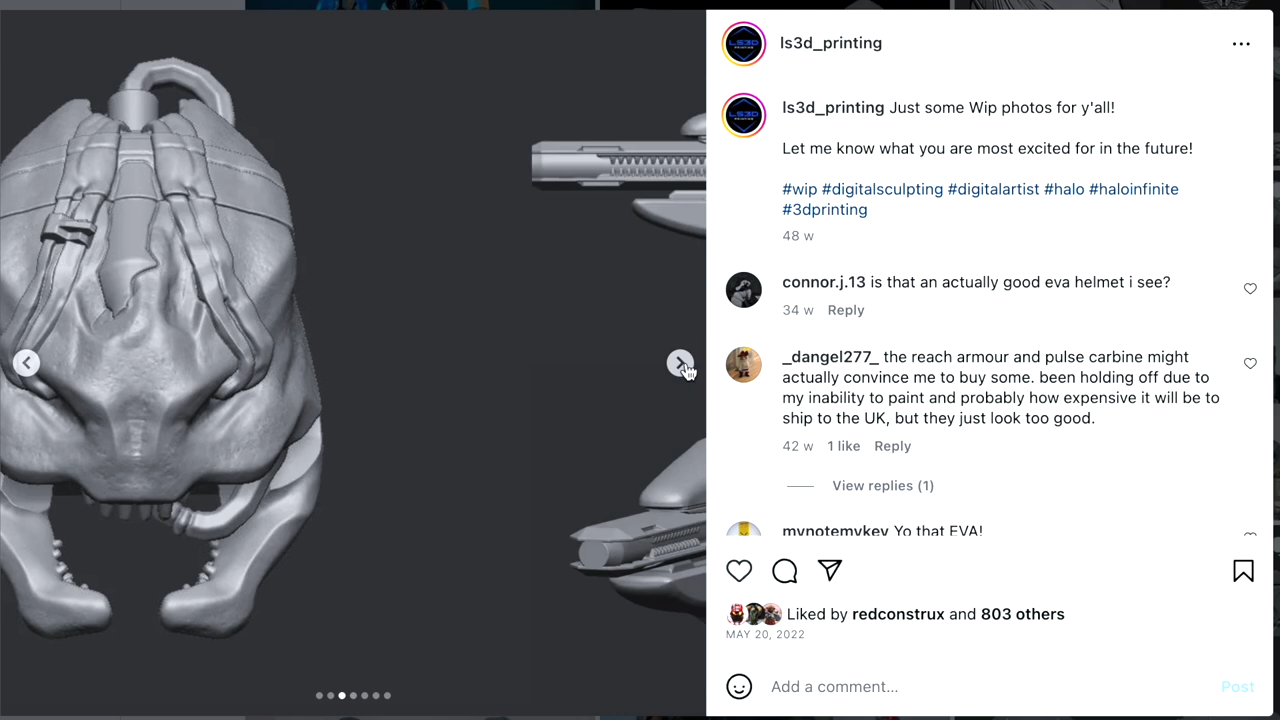 ls3d_printing
ls3d_printing Just some Wip photos for y'all!
Let me know what you are most excited for in the future!
#wip #digitalsculpting #digitalartist #halo #haloinfinite
#3dprinting
48 w
connor.j.13 is that an actually good eva helmet i see?
34 w Reply
_dangel277_ the reach armour and pulse carbine might
actually convince me to buy some. been holding off due to
my inability to paint and probably how expensive it will be to
ship to the UK, but they just look too good.
42 w 1 like Reply
View replies (1)
mynotemykey Yo that EVA!
Liked by redconstrux and 803 others
MAY 20, 2022
Add a comment...
Post